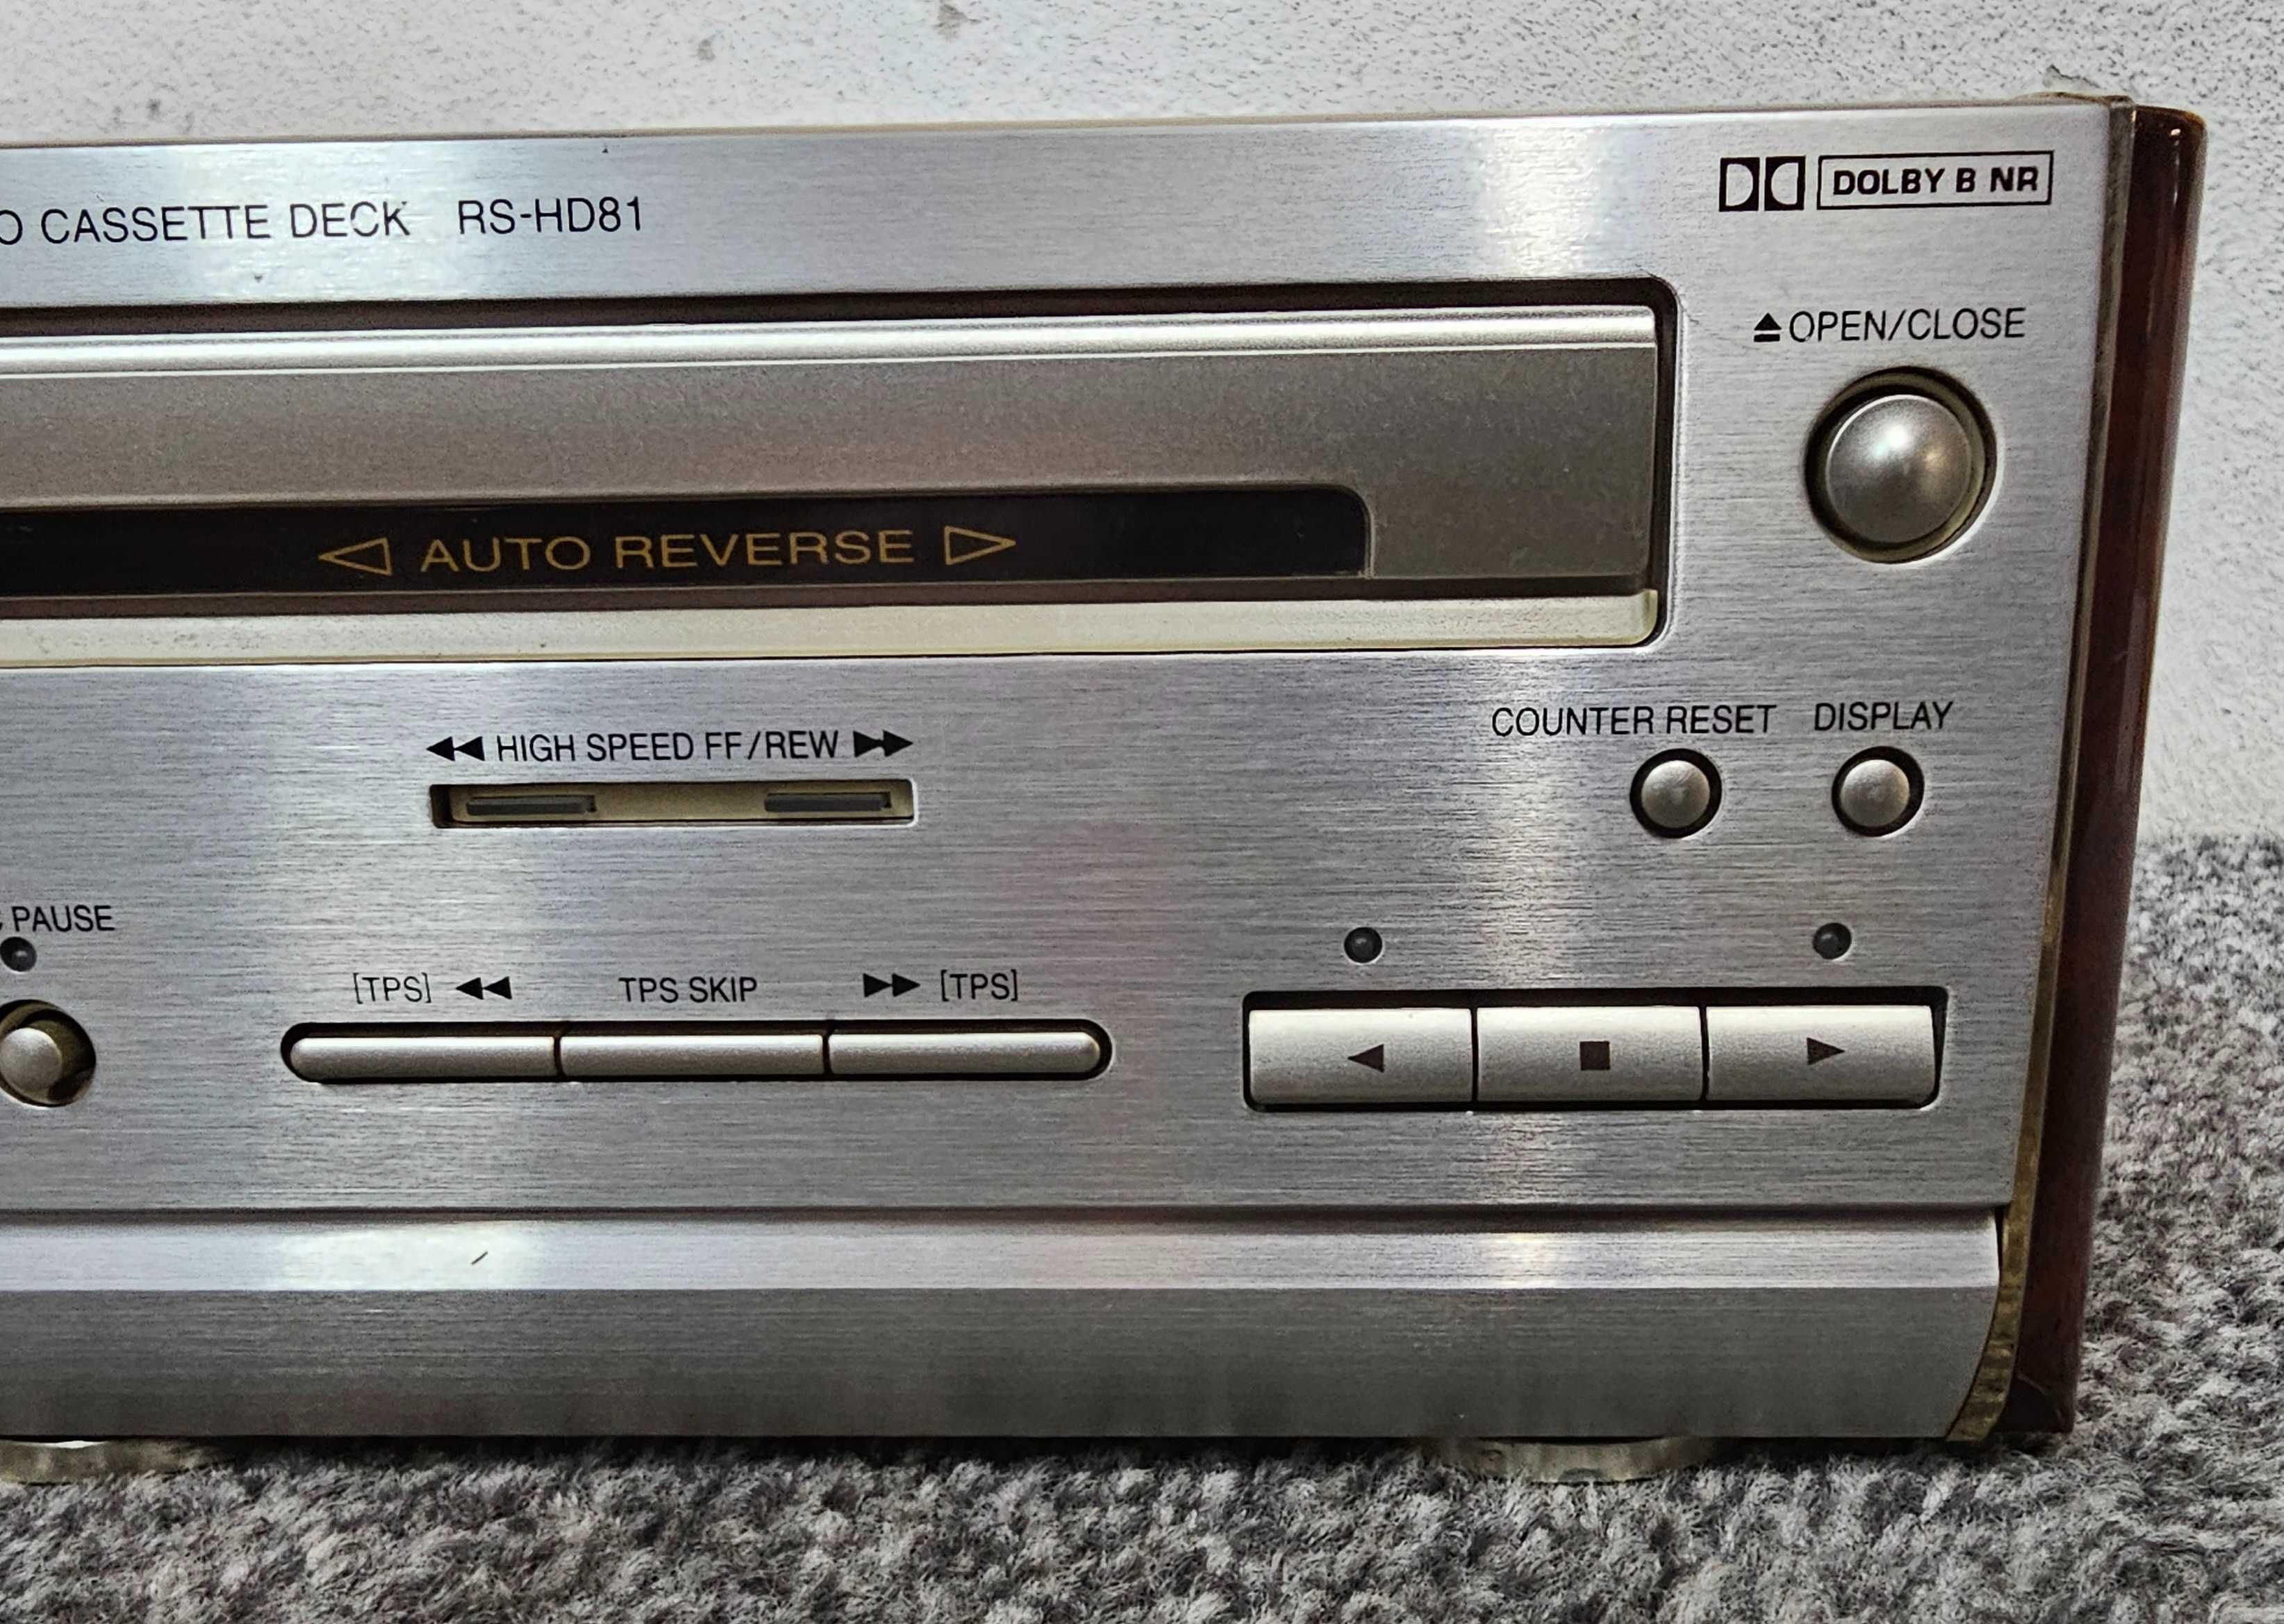 O CASSETTE DECK RS-HD81
DOLBY B NR
OPEN/CLOSE
AUTO REVERSE
HIGH SPEED FF/REW
COUNTER RESET DISPLAY
PAUSE
[TPS] TPS SKIP [TPS]